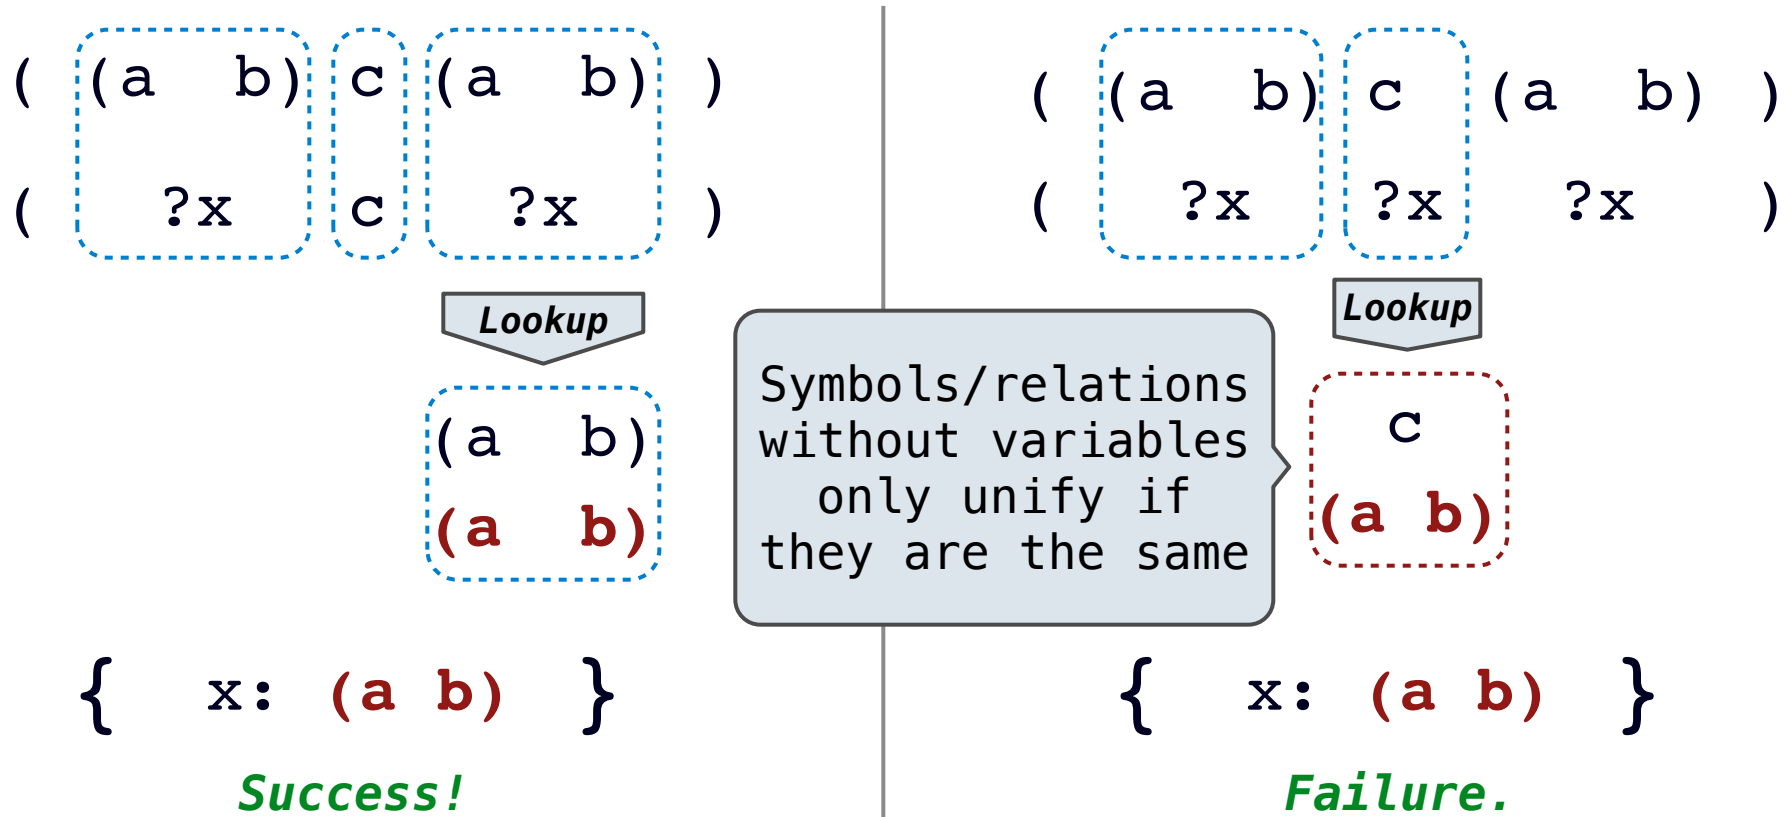 ( (a b) c (a b) )
( ?x c ?x )
Lookup
(a b)
(a b)
{ x: (a b) }
Success!
( (a b) c (a b) )
( ?x ?x ?x )
Lookup
c
(a b)
Symbols/relations
without variables
only unify if
they are the same
{ x: (a b) }
Failure.